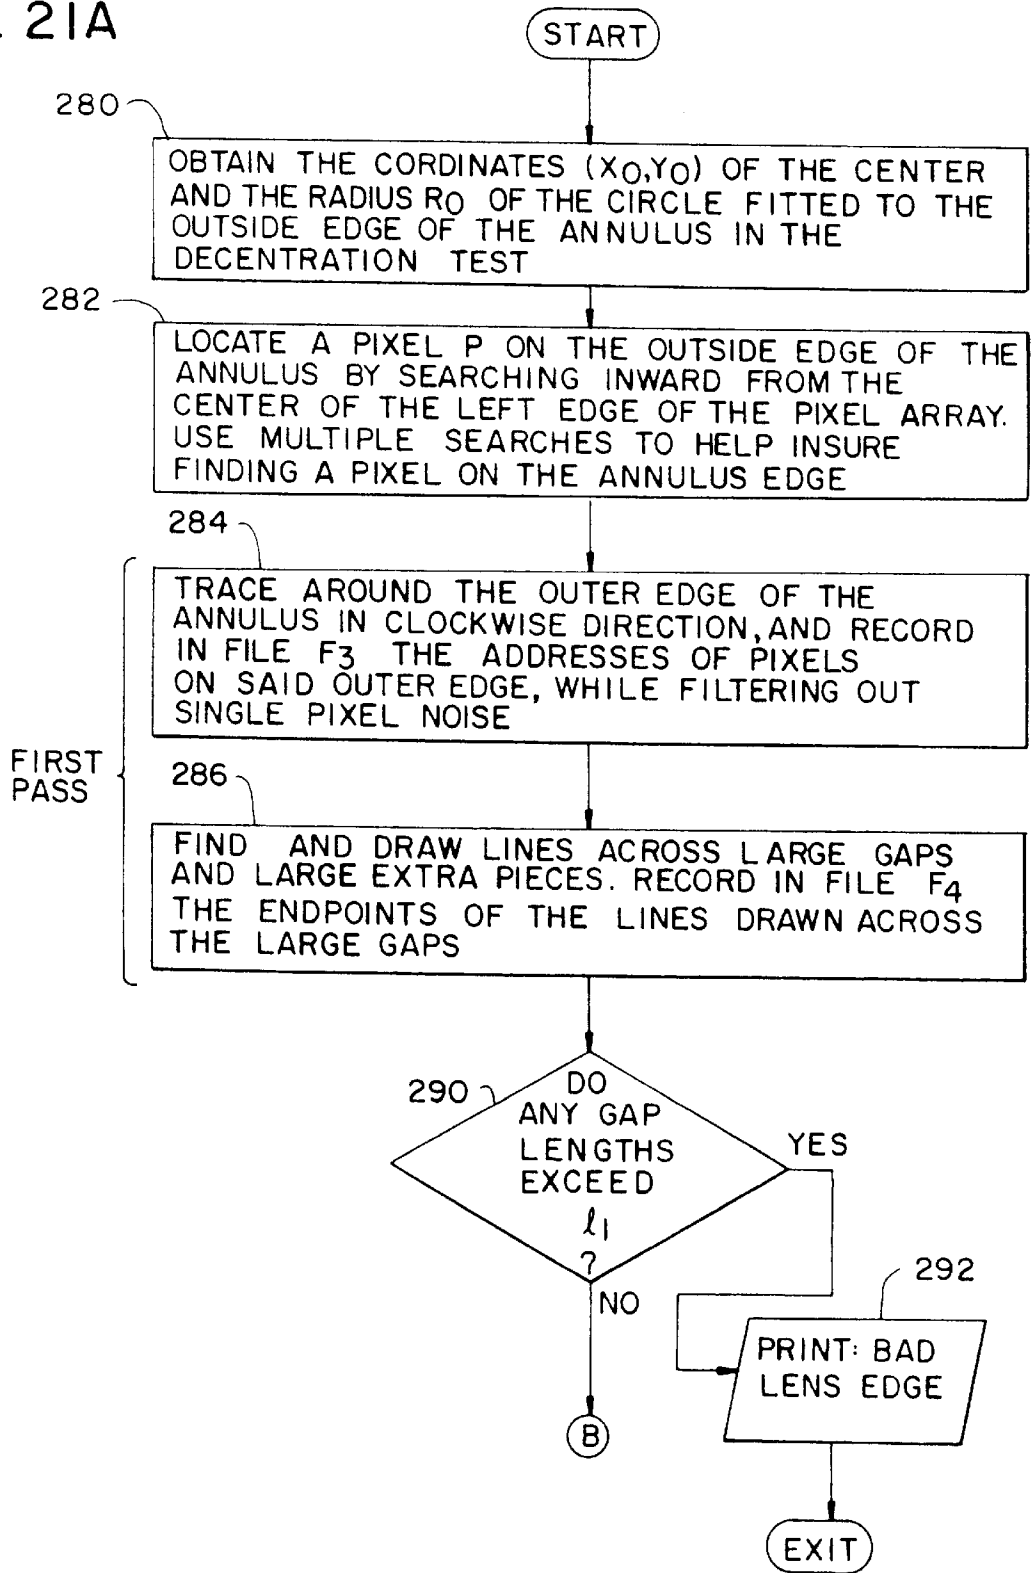 21A
START
280
OBTAIN THE CORDINATES (XO,YO) OF THE CENTER
AND THE RADIUS RO OF THE CIRCLE FITTED TO THE
OUTSIDE EDGE OF THE ANNULUS IN THE
DECENTRATION TEST
282
LOCATE A PIXEL P ON THE OUTSIDE EDGE OF THE
ANNULUS BY SEARCHING INWARD FROM THE
CENTER OF THE LEFT EDGE OF THE PIXEL ARRAY.
USE MULTIPLE SEARCHES TO HELP INSURE
FINDING A PIXEL ON THE ANNULUS EDGE
284
TRACE AROUND THE OUTER EDGE OF THE
ANNULUS IN CLOCKWISE DIRECTION, AND RECORD
IN FILE F3 THE ADDRESSES OF PIXELS
ON SAID OUTER EDGE, WHILE FILTERING OUT
SINGLE PIXEL NOISE
FIRST
PASS
286
FIND AND DRAW LINES ACROSS LARGE GAPS
AND LARGE EXTRA PIECES. RECORD IN FILE F4
THE ENDPOINTS OF THE LINES DRAWN ACROSS
THE LARGE GAPS
290
DO
ANY GAP
LENGTHS
EXCEED
ℓ1
?
YES
NO
292
PRINT: BAD
LENS EDGE
B
EXIT